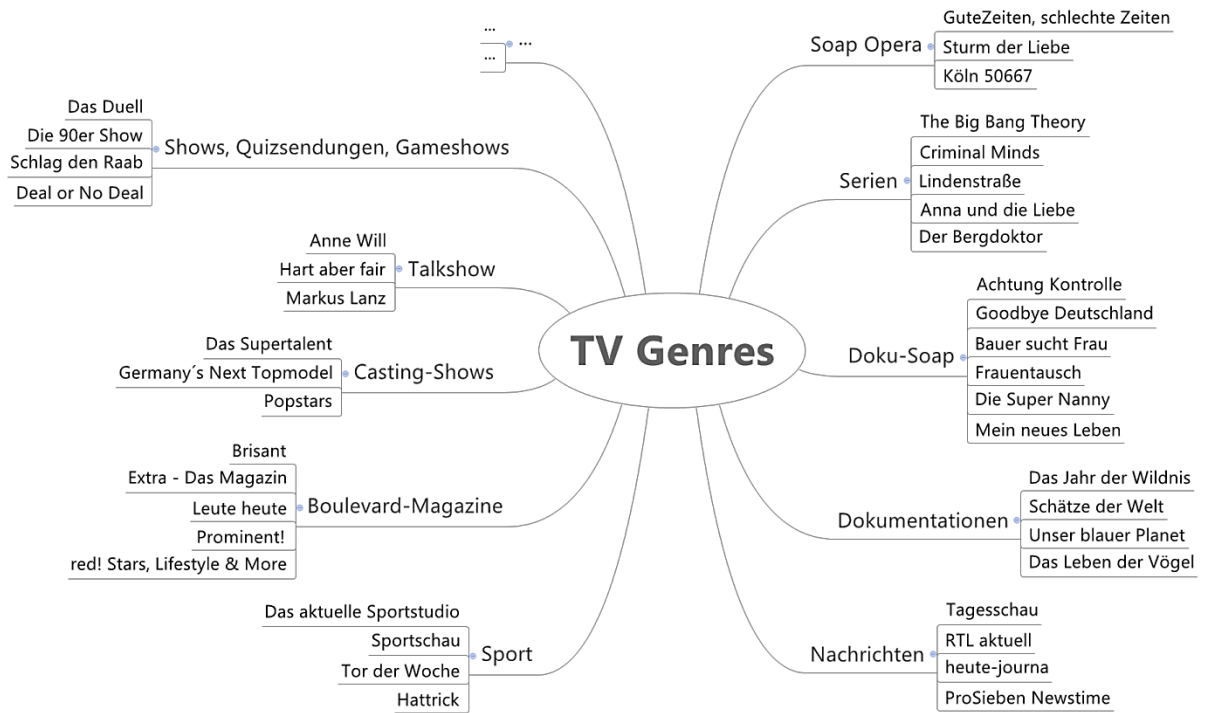 TV Genres
Soap Opera
GuteZeiten, schlechte Zeiten
Sturm der Liebe
Köln 50667
Serien
The Big Bang Theory
Criminal Minds
Lindenstraße
Anna und die Liebe
Der Bergdoktor
Doku-Soap
Achtung Kontrolle
Goodbye Deutschland
Bauer sucht Frau
Frauentausch
Die Super Nanny
Mein neues Leben
Dokumentationen
Das Jahr der Wildnis
Schätze der Welt
Unser blauer Planet
Das Leben der Vögel
Nachrichten
Tagesschau
RTL aktuell
heute-journa
ProSieben Newstime
Sport
Das aktuelle Sportstudio
Sportschau
Tor der Woche
Hattrick
Boulevard-Magazine
Brisant
Extra - Das Magazin
Leute heute
Prominent!
red! Stars, Lifestyle & More
Casting-Shows
Das Supertalent
Germany´s Next Topmodel
Popstars
Talkshow
Anne Will
Hart aber fair
Markus Lanz
Shows, Quizsendungen, Gameshows
Das Duell
Die 90er Show
Schlag den Raab
Deal or No Deal
...
...
...